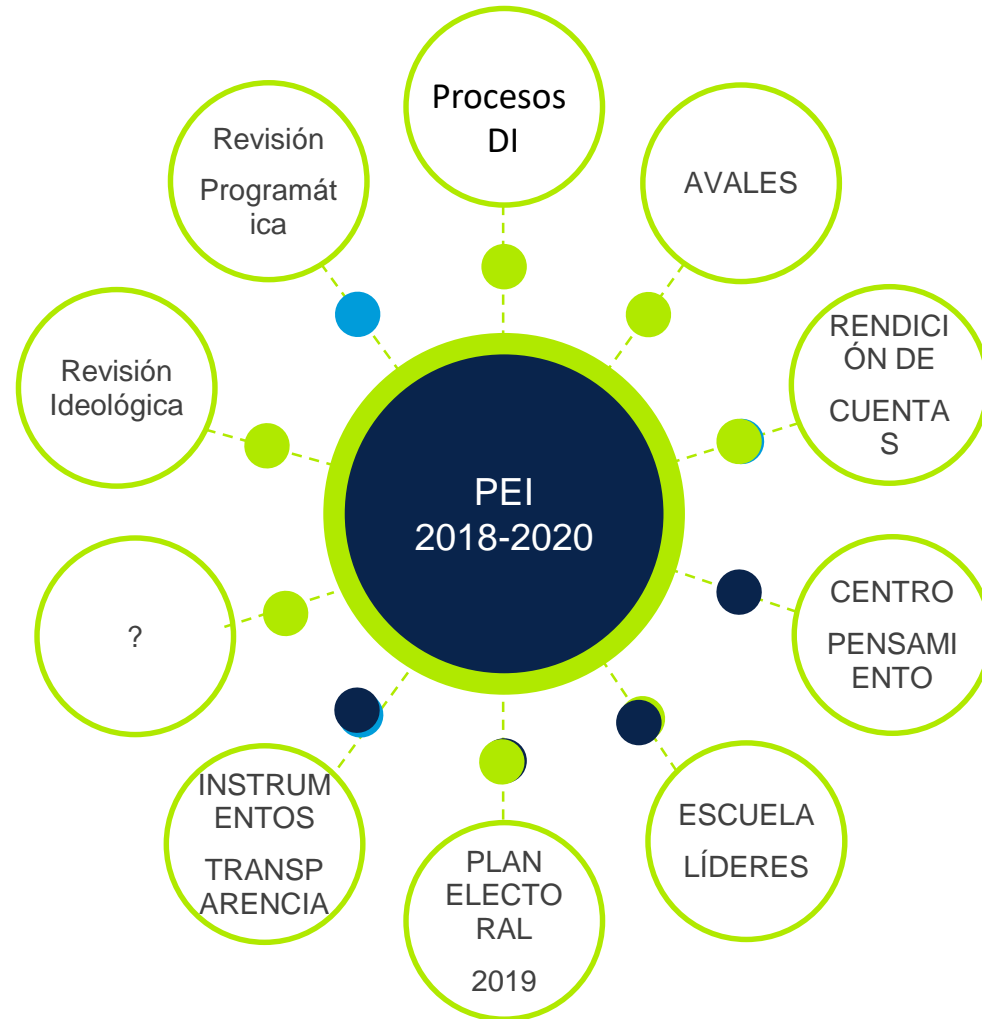 Procesos
DI
AVALES
RENDICI
ÓN DE
CUENTA
S
CENTRO
PENSAMI
ENTO
ESCUELA
LÍDERES
PLAN
ELECTO
RAL
2019
INSTRUM
ENTOS
TRANSP
ARENCIA
?
Revisión
Ideológica
Revisión
Programát
ica
PEI
2018-2020